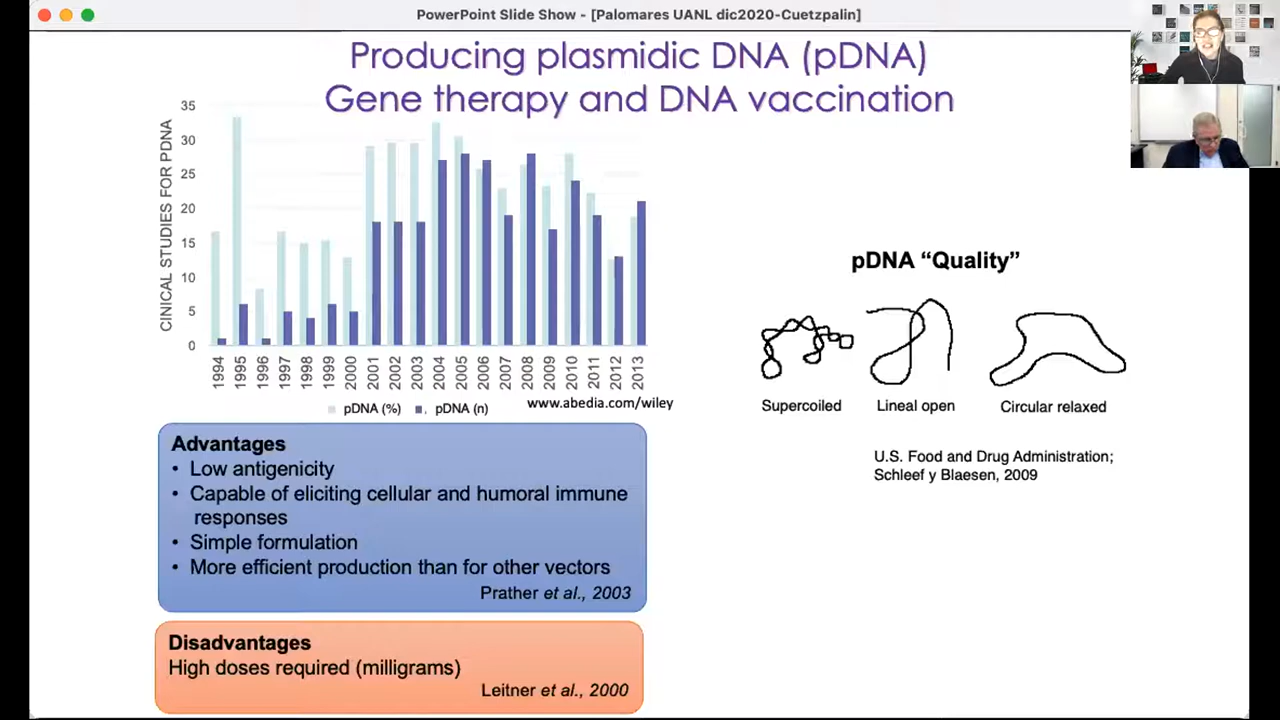 PowerPoint Slide Show - [Palomares UANL dic2020-Cuetzpalin]
Producing plasmidic DNA (pDNA)
Gene therapy and DNA vaccination
CINICAL STUDIES FOR PDNA
35
30
25
20
15
10
5
0
1994
1995
1996
1997
1998
1999
2000
2001
2002
2003
2004
2005
2006
2007
2008
2009
2010
2011
2012
2013
pDNA (%)
pDNA (n)
www.abedia.com/wiley
Advantages
• Low antigenicity
• Capable of eliciting cellular and humoral immune
responses
• Simple formulation
• More efficient production than for other vectors
Prather et al., 2003
Disadvantages
High doses required (milligrams)
Leitner et al., 2000
pDNA “Quality”
Supercoiled
Lineal open
Circular relaxed
U.S. Food and Drug Administration;
Schleef y Blaesen, 2009